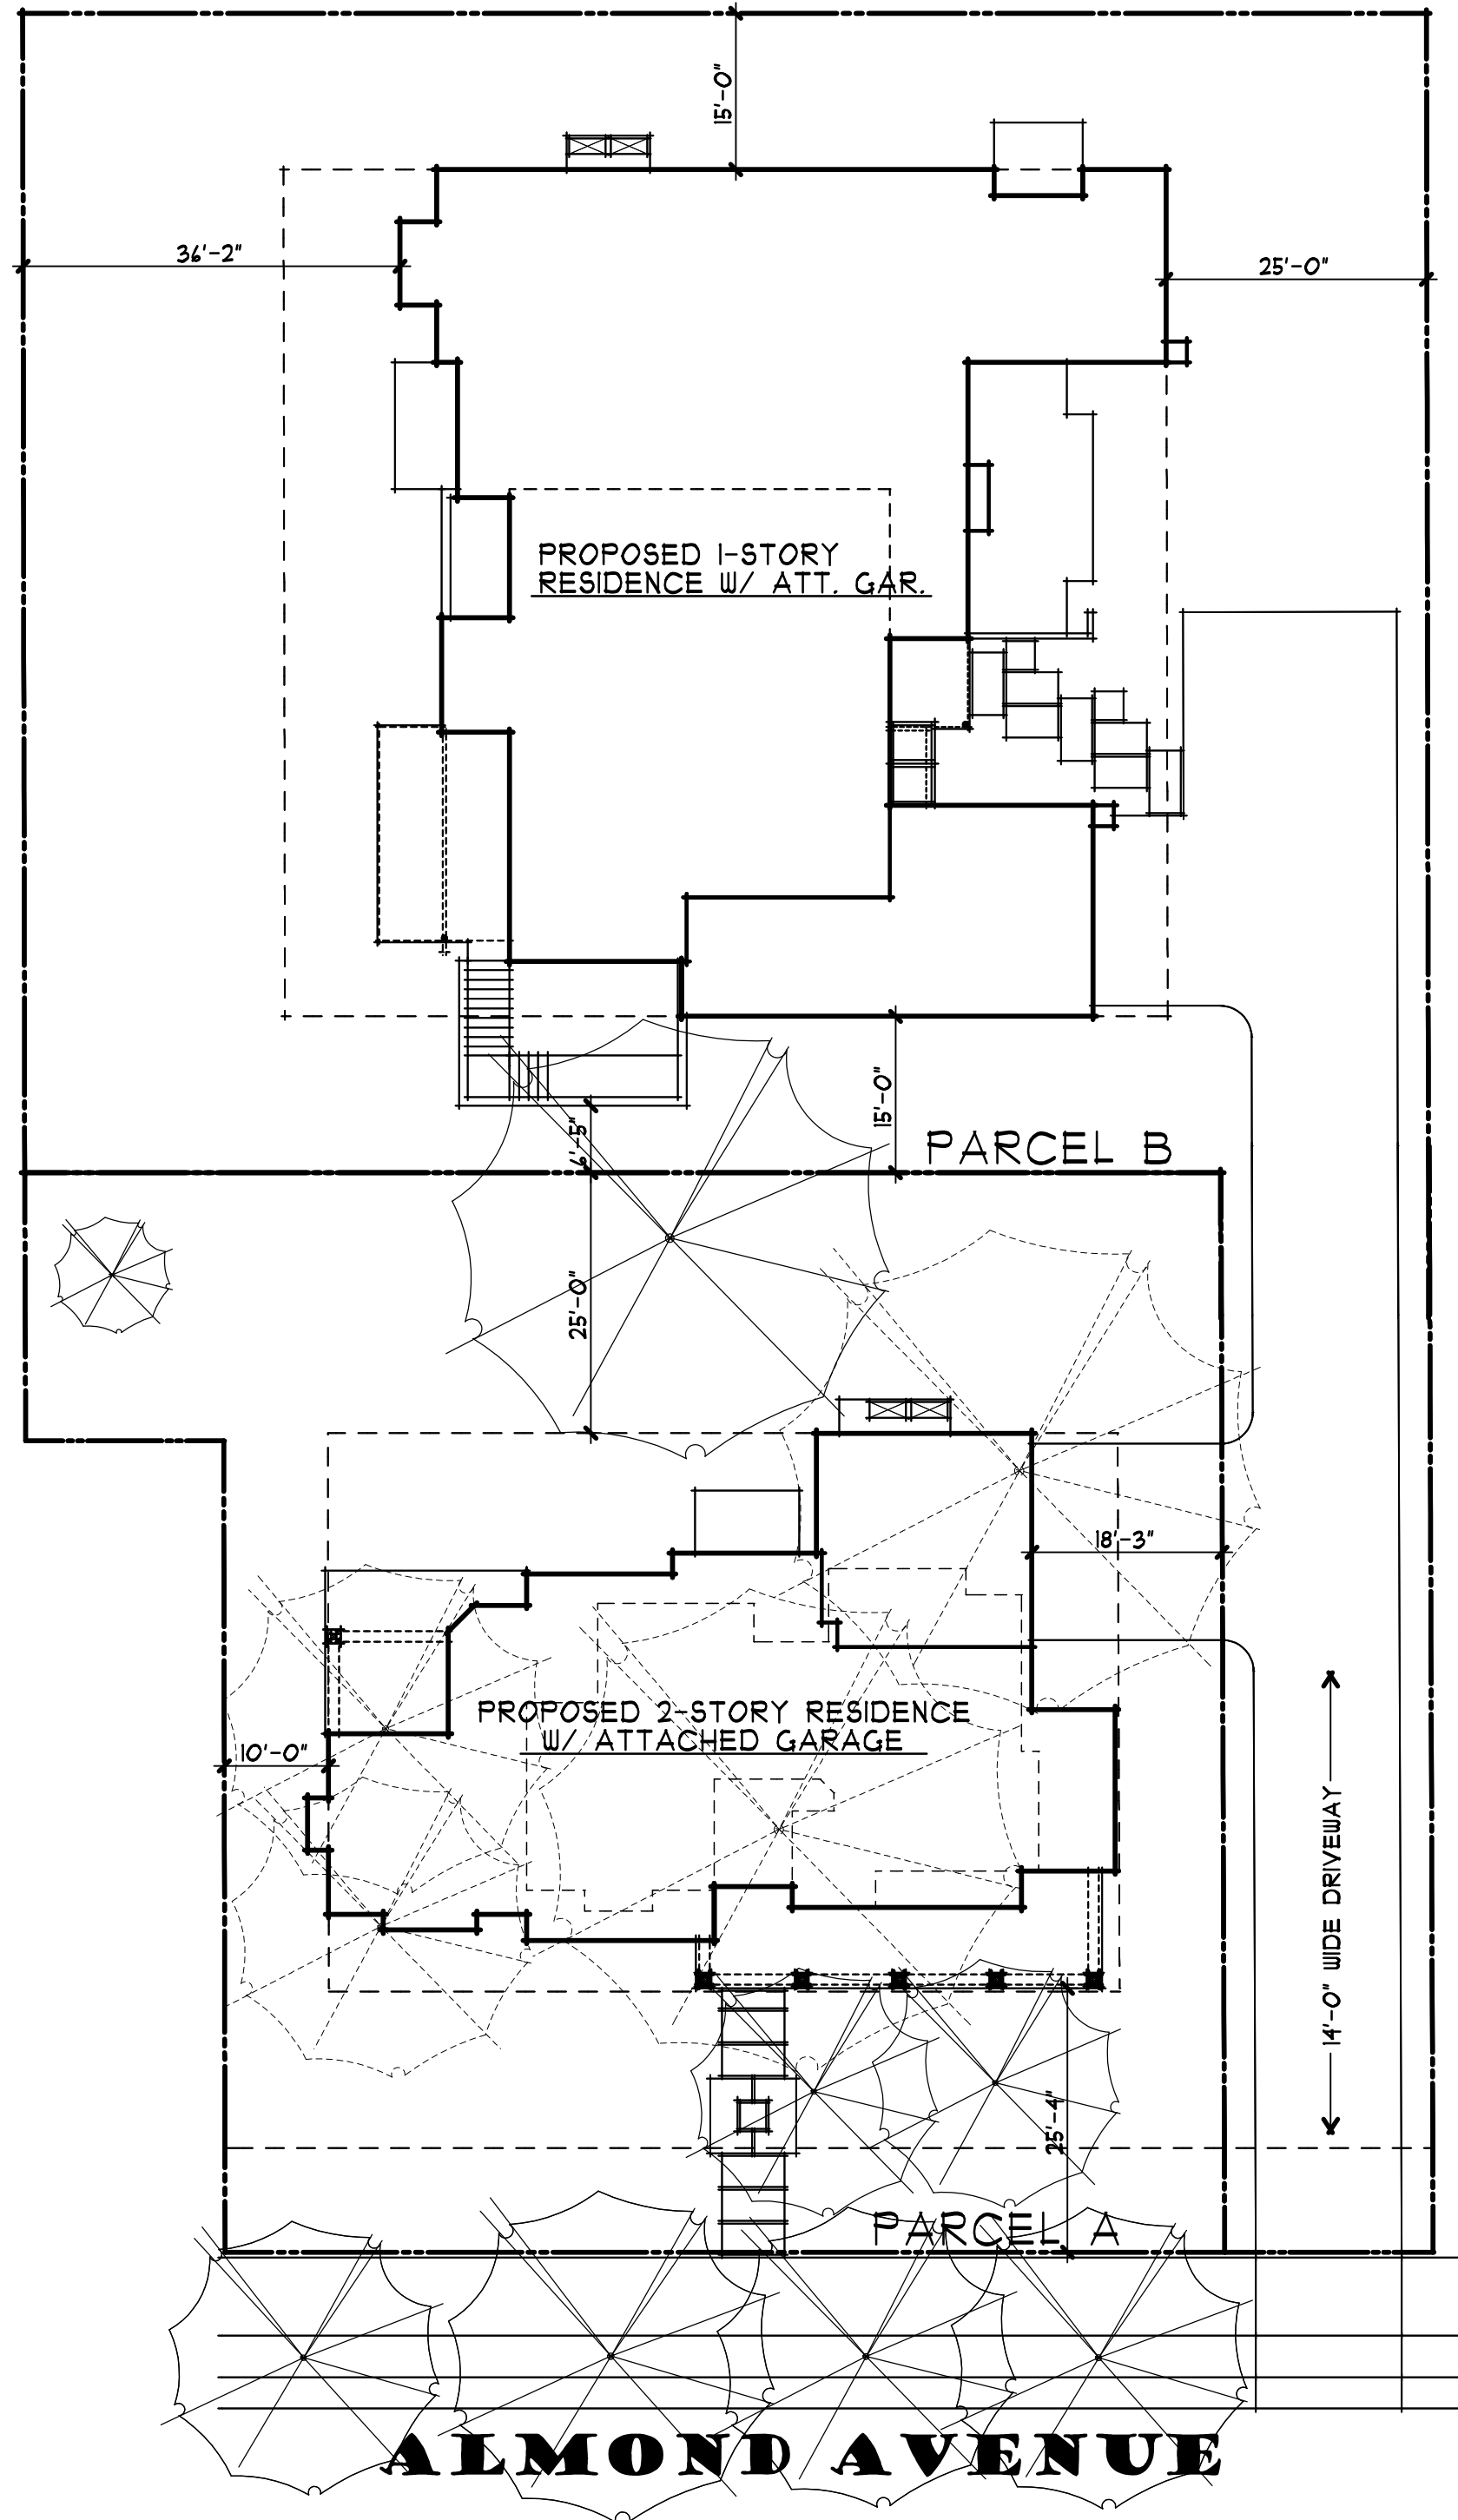 15'-0"
36'-2"
25'-0"
PROPOSED 1-STORY
RESIDENCE W/ ATT. GAR.
15'-0"
6'-5"
PARCEL B
25'-0"
18'-3"
PROPOSED 2-STORY RESIDENCE
W/ ATTACHED GARAGE
10'-0"
14'-0" WIDE DRIVEWAY
25'-4"
PARCEL A
ALMOND AVENUE